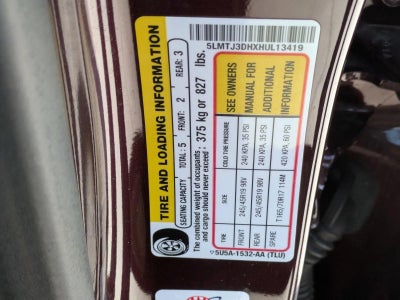 5LMTJ3DHXHUL13419
TIRE AND LOADING INFORMATION
SEATING CAPACITY TOTAL: 5 FRONT: 2 REAR: 3
The combined weight of occupants and cargo should never exceed: 375 kg or 827 lbs.
TIRE SIZE COLD TIRE PRESSURE SEE OWNERS
FRONT 245/45R19 98V 240 KPA, 35 PSI MANUAL FOR
REAR 245/45R19 98V 240 KPA, 35 PSI ADDITIONAL
SPARE T165/70R17 114M 420 KPA, 60 PSI INFORMATION
5U5A-1532-AA (TLU)